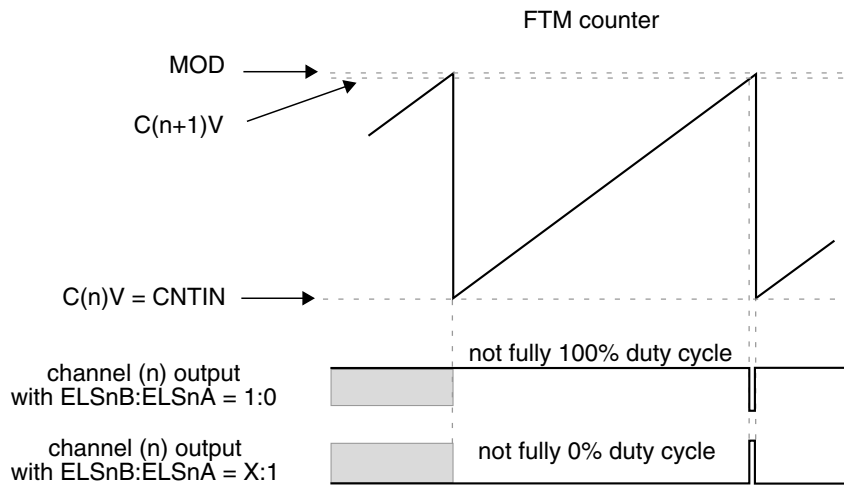 FTM counter
MOD
C(n+1)V
C(n)V = CNTIN
not fully 100% duty cycle
channel (n) output
with ELSnB:ELSnA = 1:0
not fully 0% duty cycle
channel (n) output
with ELSnB:ELSnA = X:1